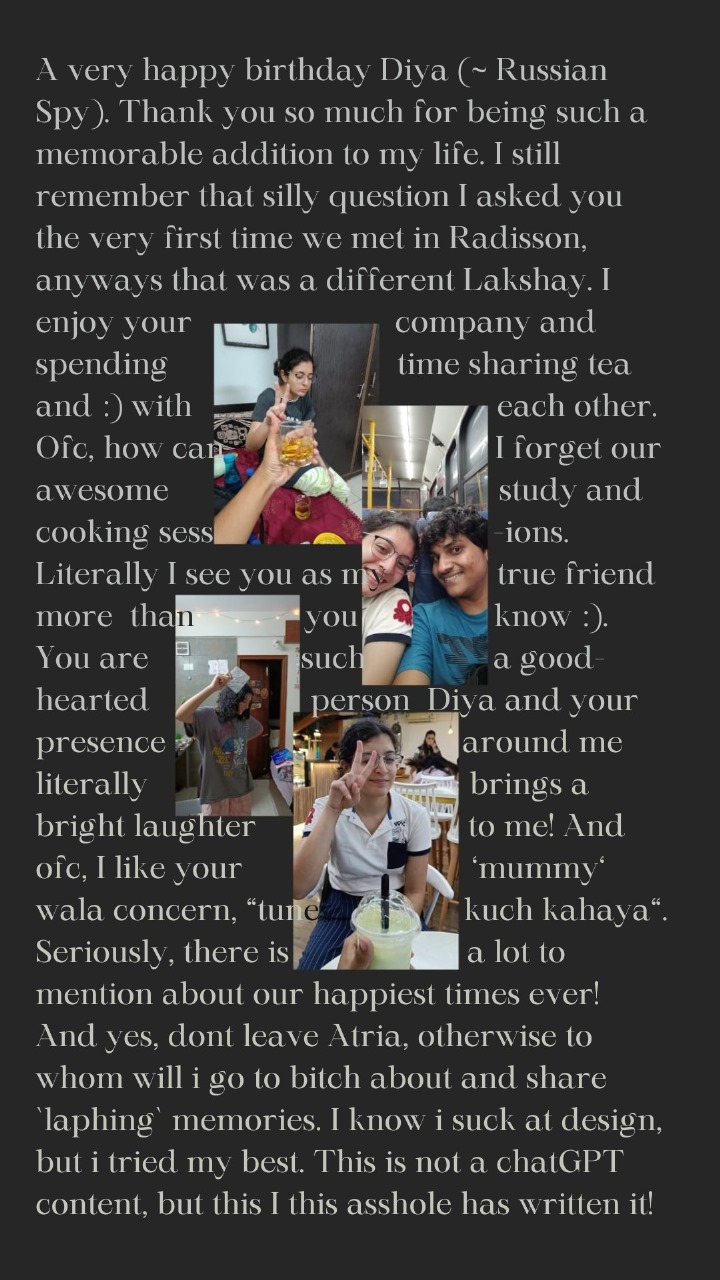 A very happy birthday Diya (~ Russian
Spy). Thank you so much for being such a
memorable addition to my life. I still
remember that silly question I asked you
the very first time we met in Radisson,
anyways that was a different Lakshay. I
enjoy your company and
spending time sharing tea
and :) with each other.
Ofc, how can I forget our
awesome study and
cooking sess -ions.
Literally I see you as m true friend
more than you know :).
You are such a good-
hearted person Diya and your
presence around me
literally brings a
bright laughter to me! And
ofc, I like your ‘mummy‘
wala concern, “tune kuch kahaya“.
Seriously, there is a lot to
mention about our happiest times ever!
And yes, dont leave Atria, otherwise to
whom will i go to bitch about and share
`laphing` memories. I know i suck at design,
but i tried my best. This is not a chatGPT
content, but this I this asshole has written it!